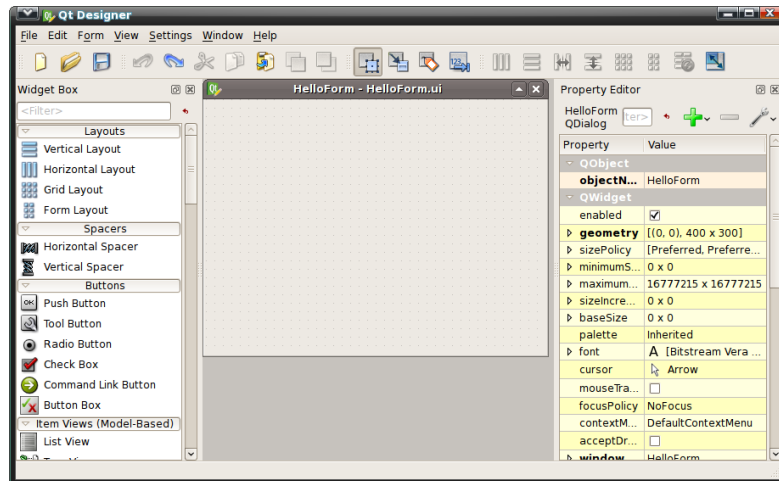 Qt Designer
File Edit Form View Settings Window Help
Widget Box
<Filter>
Layouts
Vertical Layout
Horizontal Layout
Grid Layout
Form Layout
Spacers
Horizontal Spacer
Vertical Spacer
Buttons
OK Push Button
Tool Button
Radio Button
Check Box
Command Link Button
Button Box
Item Views (Model-Based)
List View
HelloForm - HelloForm.ui
Property Editor
HelloForm
QDialog
ter>
Property Value
QObject
objectN... HelloForm
QWidget
enabled
geometry [(0, 0), 400 x 300]
sizePolicy [Preferred, Preferre...
minimumS... 0 x 0
maximum... 16777215 x 16777215
sizeIncre... 0 x 0
baseSize 0 x 0
palette Inherited
font A [Bitstream Vera ...
cursor Arrow
mouseTra...
focusPolicy NoFocus
contextM... DefaultContextMenu
acceptDr...
window HelloForm